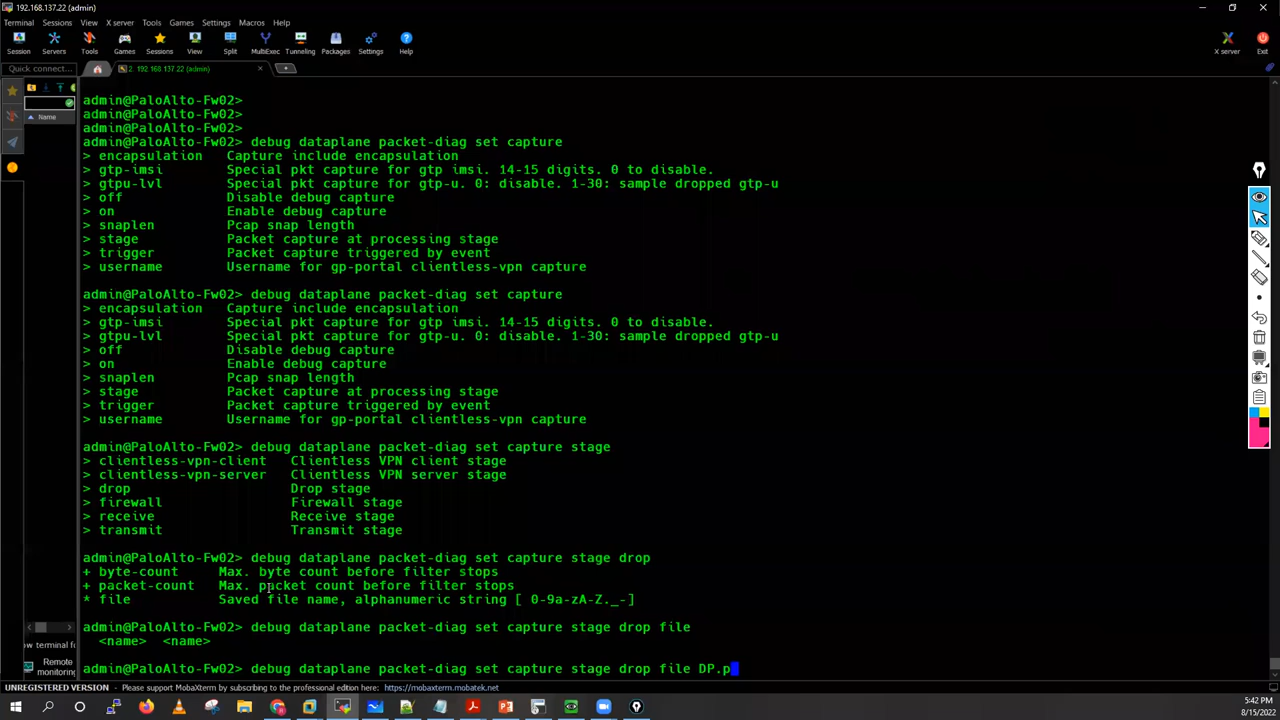 192.168.137.22 (admin)
Terminal Sessions View X server Tools Games Settings Macros Help
Session Servers Tools Games Sessions View Split MultiExec Tunneling Packages Settings Help X server Exit
Quick connect... 2. 192.168.137.22 (admin)
Name
admin@PaloAlto-Fw02>
admin@PaloAlto-Fw02>
admin@PaloAlto-Fw02>
admin@PaloAlto-Fw02> debug dataplane packet-diag set capture
> encapsulation Capture include encapsulation
> gtp-imsi Special pkt capture for gtp imsi. 14-15 digits. 0 to disable.
> gtpu-lvl Special pkt capture for gtp-u. 0: disable. 1-30: sample dropped gtp-u
> off Disable debug capture
> on Enable debug capture
> snaplen Pcap snap length
> stage Packet capture at processing stage
> trigger Packet capture triggered by event
> username Username for gp-portal clientless-vpn capture
admin@PaloAlto-Fw02> debug dataplane packet-diag set capture
> encapsulation Capture include encapsulation
> gtp-imsi Special pkt capture for gtp imsi. 14-15 digits. 0 to disable.
> gtpu-lvl Special pkt capture for gtp-u. 0: disable. 1-30: sample dropped gtp-u
> off Disable debug capture
> on Enable debug capture
> snaplen Pcap snap length
> stage Packet capture at processing stage
> trigger Packet capture triggered by event
> username Username for gp-portal clientless-vpn capture
admin@PaloAlto-Fw02> debug dataplane packet-diag set capture stage
> clientless-vpn-client Clientless VPN client stage
> clientless-vpn-server Clientless VPN server stage
> drop Drop stage
> firewall Firewall stage
> receive Receive stage
> transmit Transmit stage
admin@PaloAlto-Fw02> debug dataplane packet-diag set capture stage drop
+ byte-count Max. byte count before filter stops
+ packet-count Max. packet count before filter stops
* file Saved file name, alphanumeric string [ 0-9a-zA-Z._-]
admin@PaloAlto-Fw02> debug dataplane packet-diag set capture stage drop file
<name> <name>
admin@PaloAlto-Fw02> debug dataplane packet-diag set capture stage drop file DP.p
ow terminal fo
Remote
monitoring
UNREGISTERED VERSION - Please support MobaXterm by subscribing to the professional edition here: https://mobaxterm.mobatek.net
5:42 PM
8/15/2022